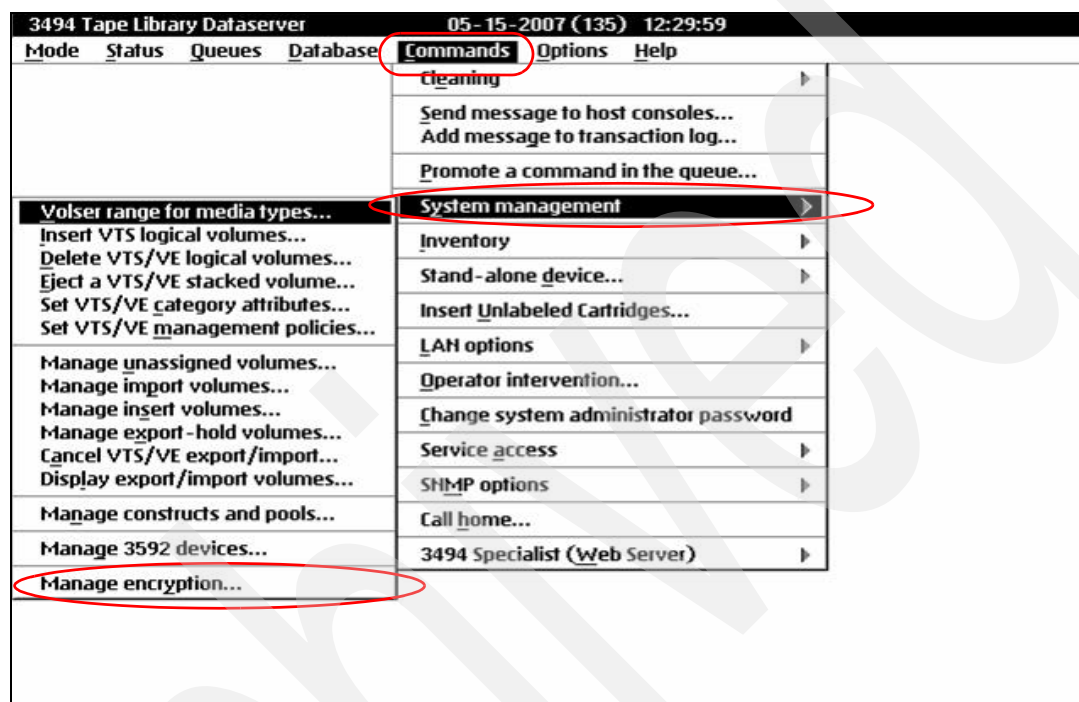 3494 Tape Library Dataserver 05-15-2007 (135) 12:29:59
Mode Status Queues Database Commands Options Help
Cleaning
Send message to host consoles...
Add message to transaction log...
Promote a command in the queue...
System management
Inventory
Stand-alone device...
Insert Unlabeled Cartridges...
LAN options
Operator intervention...
Change system administrator password
Service access
SNMP options
Call home...
3494 Specialist (Web Server)
Volser range for media types...
Insert VTS logical volumes...
Delete VTS/VE logical volumes...
Eject a VTS/VE stacked volume...
Set VTS/VE category attributes...
Set VTS/VE management policies...
Manage unassigned volumes...
Manage import volumes...
Manage insert volumes...
Manage export-hold volumes...
Cancel VTS/VE export/import...
Display export/import volumes...
Manage constructs and pools...
Manage 3592 devices...
Manage encryption...
hived